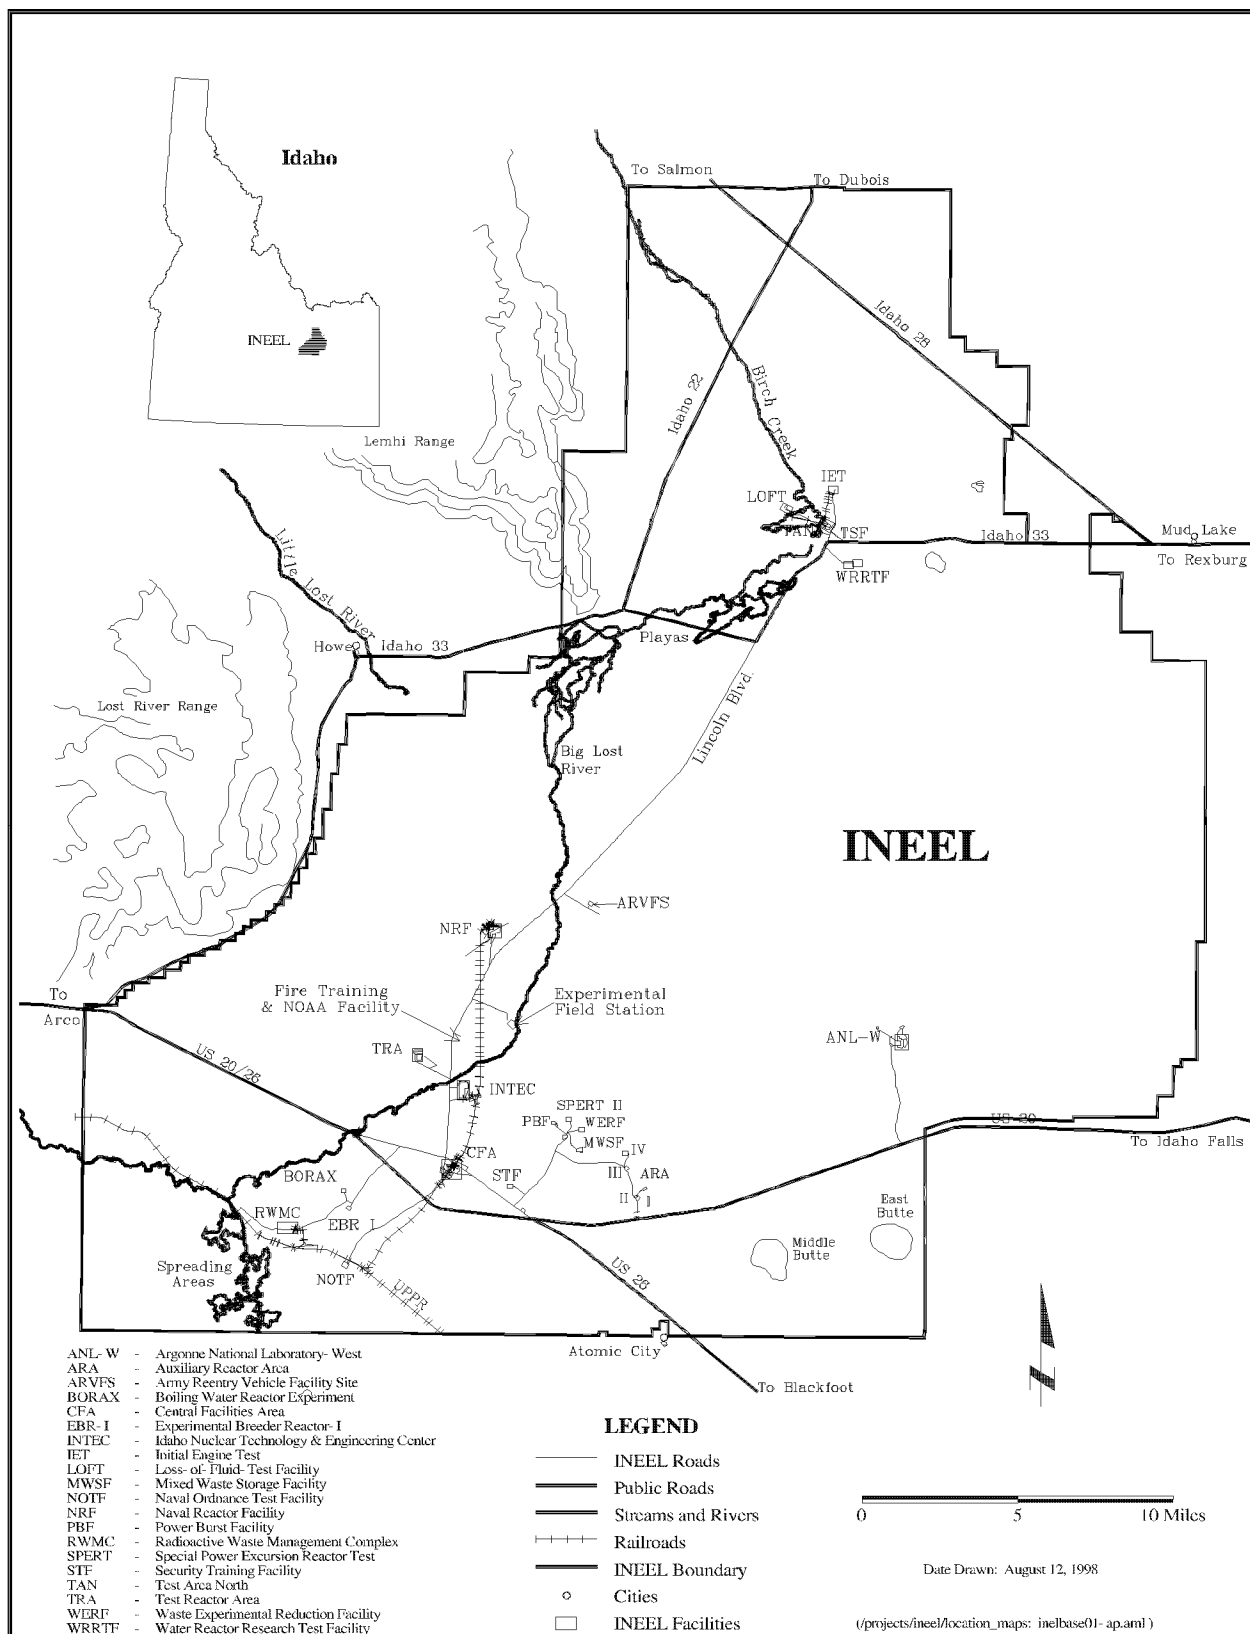 Idaho
INEEL
To Salmon
To Dubois
Idaho 28
Idaho 22
Birch Creek
Lemhi Range
IET
LOFT
TAN
TSF
Idaho 33
Mud Lake
To Rexburg
WRRTF
Little Lost River
Howe
Idaho 33
Playas
Lincoln Blvd.
Lost River Range
Big Lost
River
INEEL
ARVFS
NRF
To
Arco
Fire Training
& NOAA Facility
Experimental
Field Station
ANL-W
TRA
US 20/26
INTEC
SPERT II
PBF
WERF
MWSF
IV
III
ARA
II
I
US 20
To Idaho Falls
CFA
STF
BORAX
RWMC
EBR I
East
Butte
Middle
Butte
Spreading
Areas
NOTF
UPPR
US 26
Atomic City
To Blackfoot
ANL-W - Argonne National Laboratory-West
ARA - Auxiliary Reactor Area
ARVFS - Army Reentry Vehicle Facility Site
BORAX - Boiling Water Reactor Experiment
CFA - Central Facilities Area
EBR-I - Experimental Breeder Reactor-I
INTEC - Idaho Nuclear Technology & Engineering Center
IET - Initial Engine Test
LOFT - Loss-of-Fluid-Test Facility
MWSF - Mixed Waste Storage Facility
NOTF - Naval Ordnance Test Facility
NRF - Naval Reactor Facility
PBF - Power Burst Facility
RWMC - Radioactive Waste Management Complex
SPERT - Special Power Excursion Reactor Test
STF - Security Training Facility
TAN - Test Area North
TRA - Test Reactor Area
WERF - Waste Experimental Reduction Facility
WRRTF - Water Reactor Research Test Facility
LEGEND
INEEL Roads
Public Roads
Streams and Rivers
Railroads
INEEL Boundary
Cities
INEEL Facilities
0 5 10 Miles
N
Date Drawn: August 12, 1998
(/projects/ineel/location_maps: inelbase01-ap.aml )